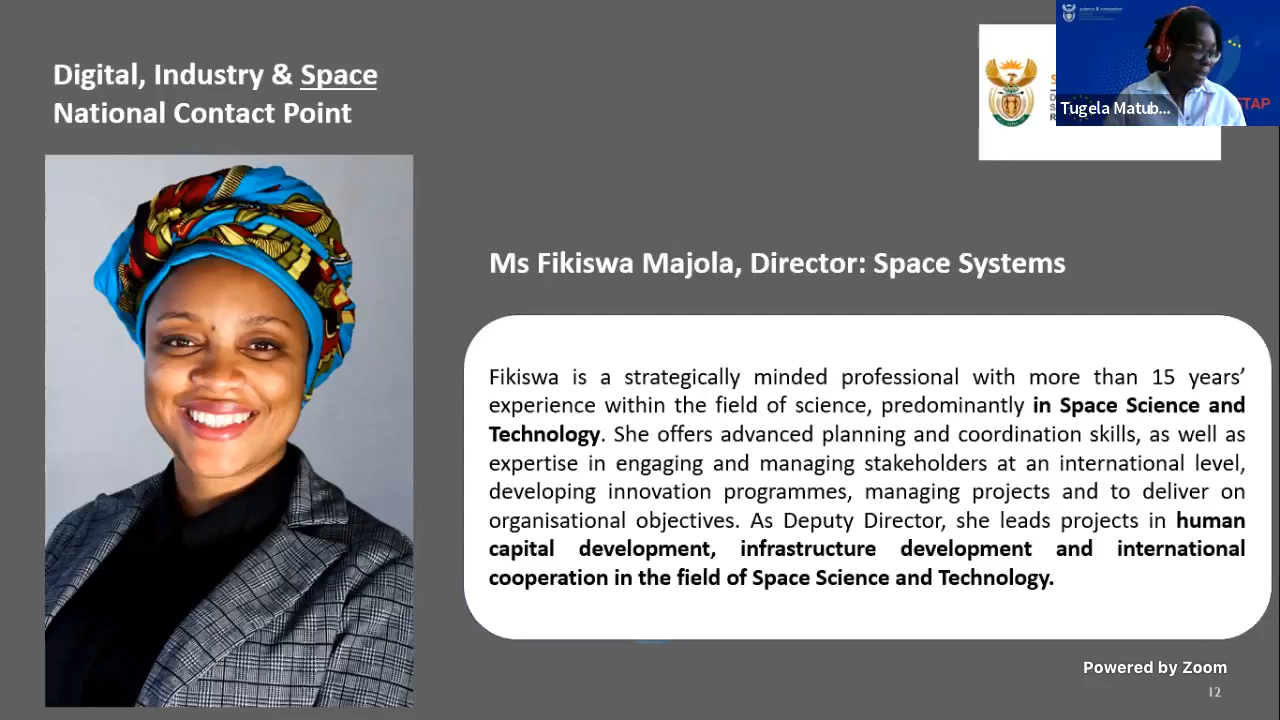 Digital, Industry & Space
National Contact Point
science & innovation
Tugela Matub...
TAP
Ms Fikiswa Majola, Director: Space Systems
Fikiswa is a strategically minded professional with more than 15 years’
experience within the field of science, predominantly in Space Science and
Technology. She offers advanced planning and coordination skills, as well as
expertise in engaging and managing stakeholders at an international level,
developing innovation programmes, managing projects and to deliver on
organisational objectives. As Deputy Director, she leads projects in human
capital development, infrastructure development and international
cooperation in the field of Space Science and Technology.
Powered by Zoom
12